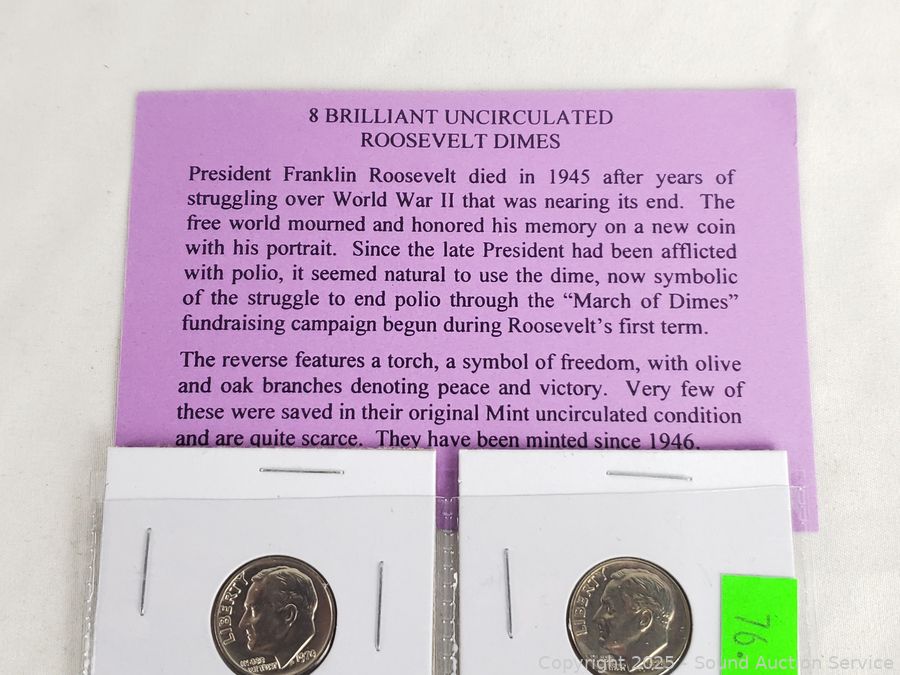 8 BRILLIANT UNCIRCULATED
ROOSEVELT DIMES
President Franklin Roosevelt died in 1945 after years of
struggling over World War II that was nearing its end. The
free world mourned and honored his memory on a new coin
with his portrait. Since the late President had been afflicted
with polio, it seemed natural to use the dime, now symbolic
of the struggle to end polio through the “March of Dimes”
fundraising campaign begun during Roosevelt’s first term.
The reverse features a torch, a symbol of freedom, with olive
and oak branches denoting peace and victory. Very few of
these were saved in their original Mint uncirculated condition
and are quite scarce. They have been minted since 1946.
LIBERTY
1979
LIBERTY
76.
Copyright 2025 - Sound Auction Service